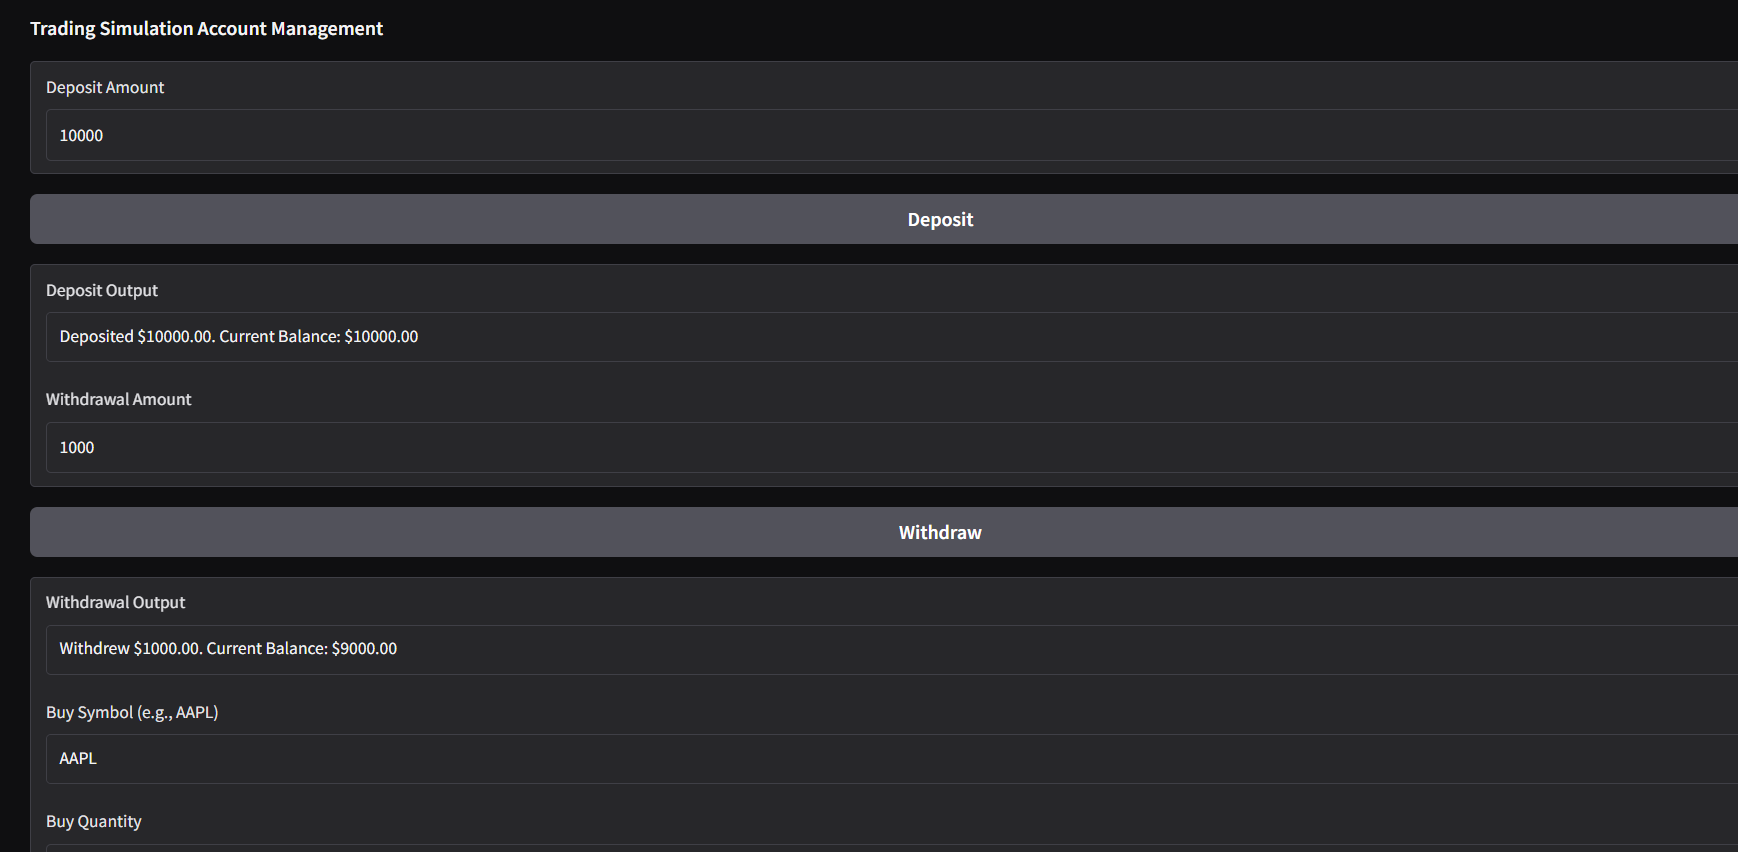 Trading Simulation Account Management
Deposit Amount
10000
Deposit
Deposit Output
Deposited $10000.00. Current Balance: $10000.00
Withdrawal Amount
1000
Withdraw
Withdrawal Output
Withdrew $1000.00. Current Balance: $9000.00
Buy Symbol (e.g., AAPL)
AAPL
Buy Quantity